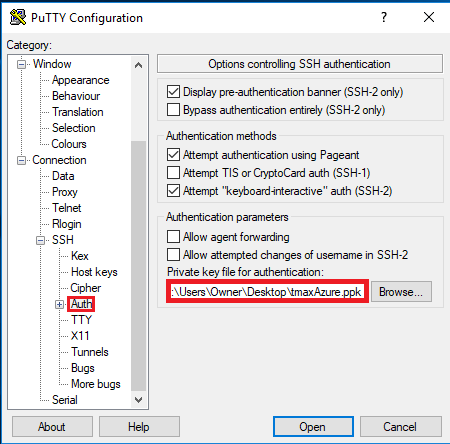 PuTTY Configuration
?
Category:
Window
Appearance
Behaviour
Translation
Selection
Colours
Connection
Data
Proxy
Telnet
Rlogin
SSH
Kex
Host keys
Cipher
Auth
TTY
X11
Tunnels
Bugs
More bugs
Serial
Options controlling SSH authentication
Display pre-authentication banner (SSH-2 only)
Bypass authentication entirely (SSH-2 only)
Authentication methods
Attempt authentication using Pageant
Attempt TIS or CryptoCard auth (SSH-1)
Attempt "keyboard-interactive" auth (SSH-2)
Authentication parameters
Allow agent forwarding
Allow attempted changes of username in SSH-2
Private key file for authentication:
:\Users\Owner\Desktop\tmaxAzure.ppk
Browse...
About
Help
Open
Cancel